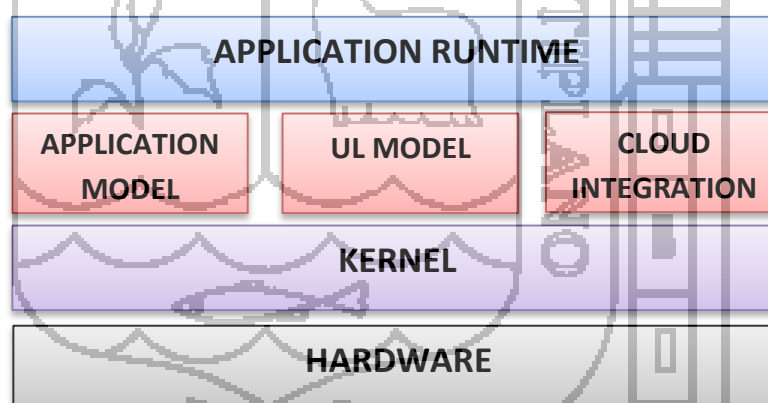 APPLICATION RUNTIME
APPLICATION
MODEL
UL MODEL
CLOUD
INTEGRATION
KERNEL
HARDWARE